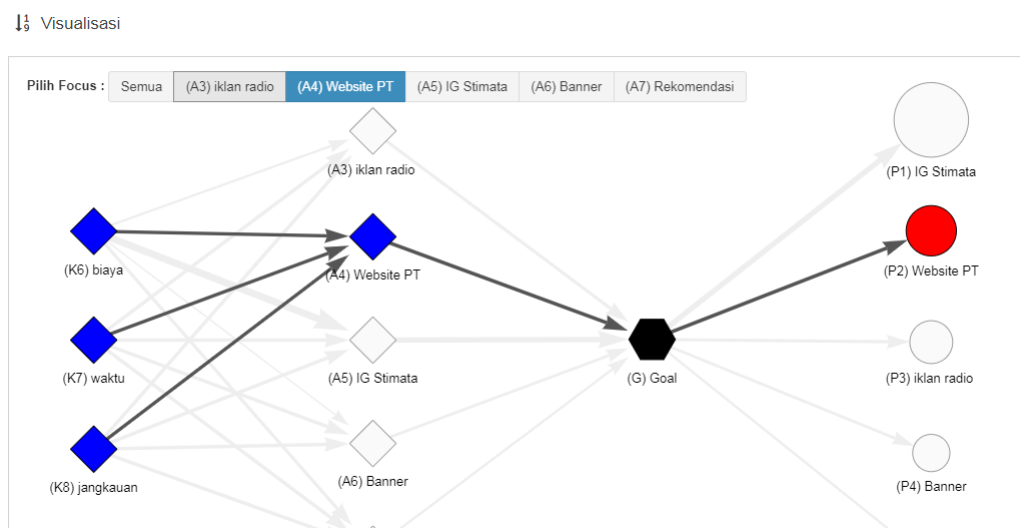 Visualisasi
Pilih Focus : Semua (A3) iklan radio (A4) Website PT (A5) IG Stimata (A6) Banner (A7) Rekomendasi
(A3) iklan radio
(P1) IG Stimata
(K6) biaya
(A4) Website PT
(P2) Website PT
(K7) waktu
(A5) IG Stimata
(G) Goal
(P3) iklan radio
(K8) jangkauan
(A6) Banner
(P4) Banner